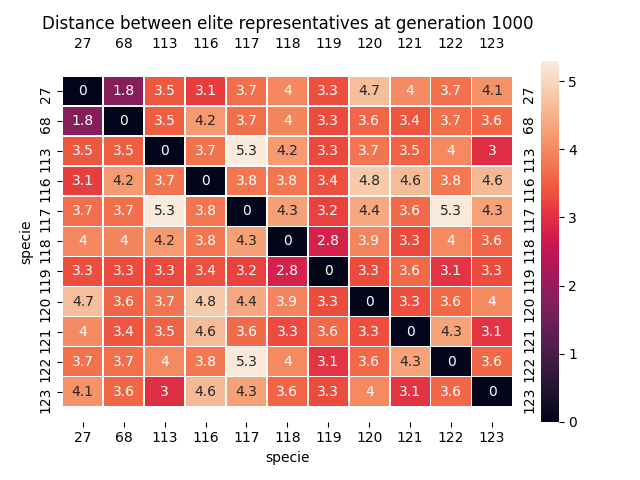 Distance between elite representatives at generation 1000
27 68 113 116 117 118 119 120 121 122 123
27 0 1.8 3.5 3.1 3.7 4 3.3 4.7 4 3.7 4.1 27
68 1.8 0 3.5 4.2 3.7 4 3.3 3.6 3.4 3.7 3.6 68
113 3.5 3.5 0 3.7 5.3 4.2 3.3 3.7 3.5 4 3 113
116 3.1 4.2 3.7 0 3.8 3.8 3.4 4.8 4.6 3.8 4.6 116
117 3.7 3.7 5.3 3.8 0 4.3 3.2 4.4 3.6 5.3 4.3 117
118 4 4 4.2 3.8 4.3 0 2.8 3.9 3.3 4 3.6 118
119 3.3 3.3 3.3 3.4 3.2 2.8 0 3.3 3.6 3.1 3.3 119
120 4.7 3.6 3.7 4.8 4.4 3.9 3.3 0 3.3 3.6 4 120
121 4 3.4 3.5 4.6 3.6 3.3 3.6 3.3 0 4.3 3.1 121
122 3.7 3.7 4 3.8 5.3 4 3.1 3.6 4.3 0 3.6 122
123 4.1 3.6 3 4.6 4.3 3.6 3.3 4 3.1 3.6 0 123
27 68 113 116 117 118 119 120 121 122 123
specie
specie
5
4
3
2
1
0